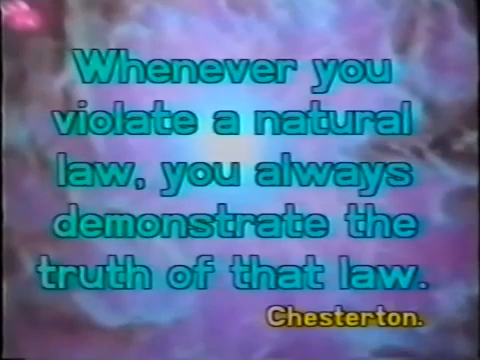 Whenever you
violate a natural
law, you always
demonstrate the
truth of that law.
Chesterton.